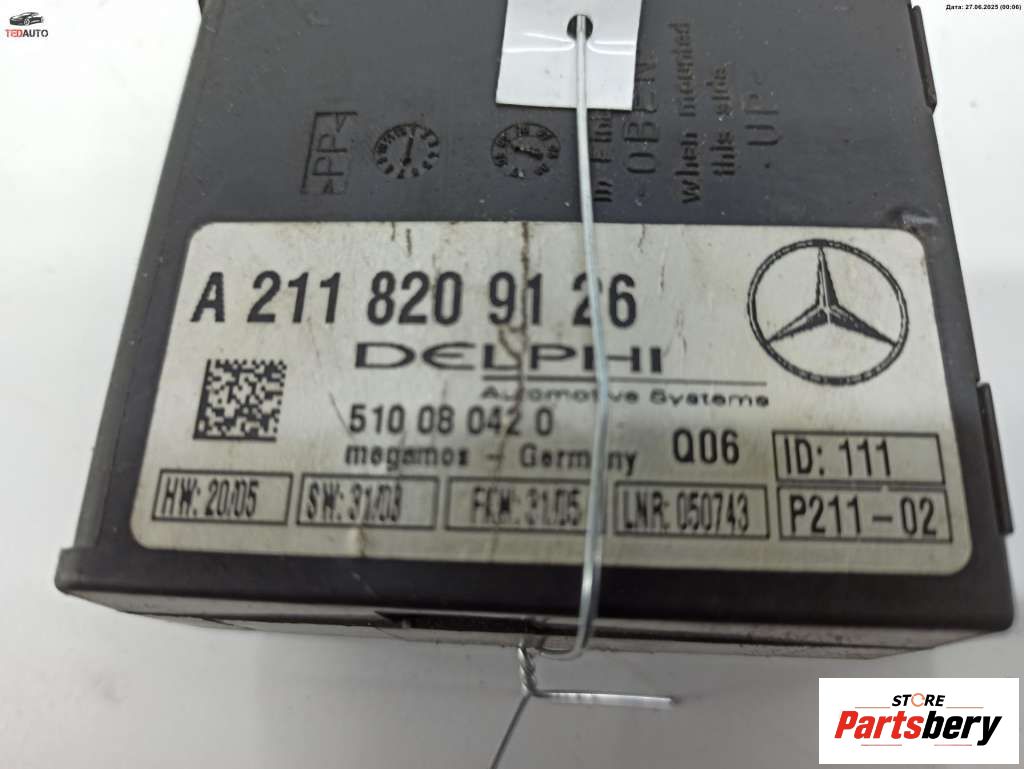 TEDAUTO
Дата: 27.06.2025 (00:06)
when mounted
this side
UP
PP
A 211 820 91 26
DELPHI
Automotive Systems
510 08 042 0
megamos - Germany
Q06
ID: 111
HW: 20/05
SW: 31/03
FKW: 31/05
LNR: 050743
P211-02
STORE
Partsbery